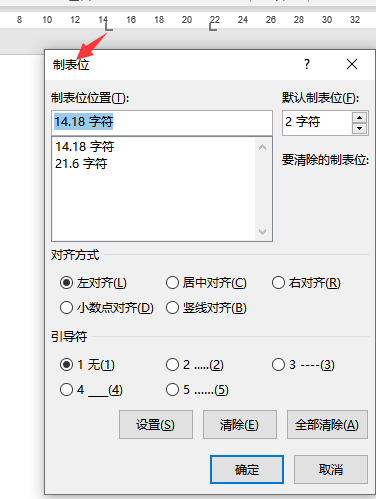 8 10 12 14 16 18 20 22 24 26 28 30 32
制表位 ?
制表位位置(T): 默认制表位(F):
14.18 字符 2 字符
14.18 字符 要清除的制表位:
21.6 字符
对齐方式
左对齐(L) 居中对齐(C) 右对齐(R)
小数点对齐(D) 竖线对齐(B)
引导符
1 无(1) 2 .....(2) 3 ----(3)
4 ___(4) 5 ......(5)
设置(S) 清除(E) 全部清除(A)
确定 取消